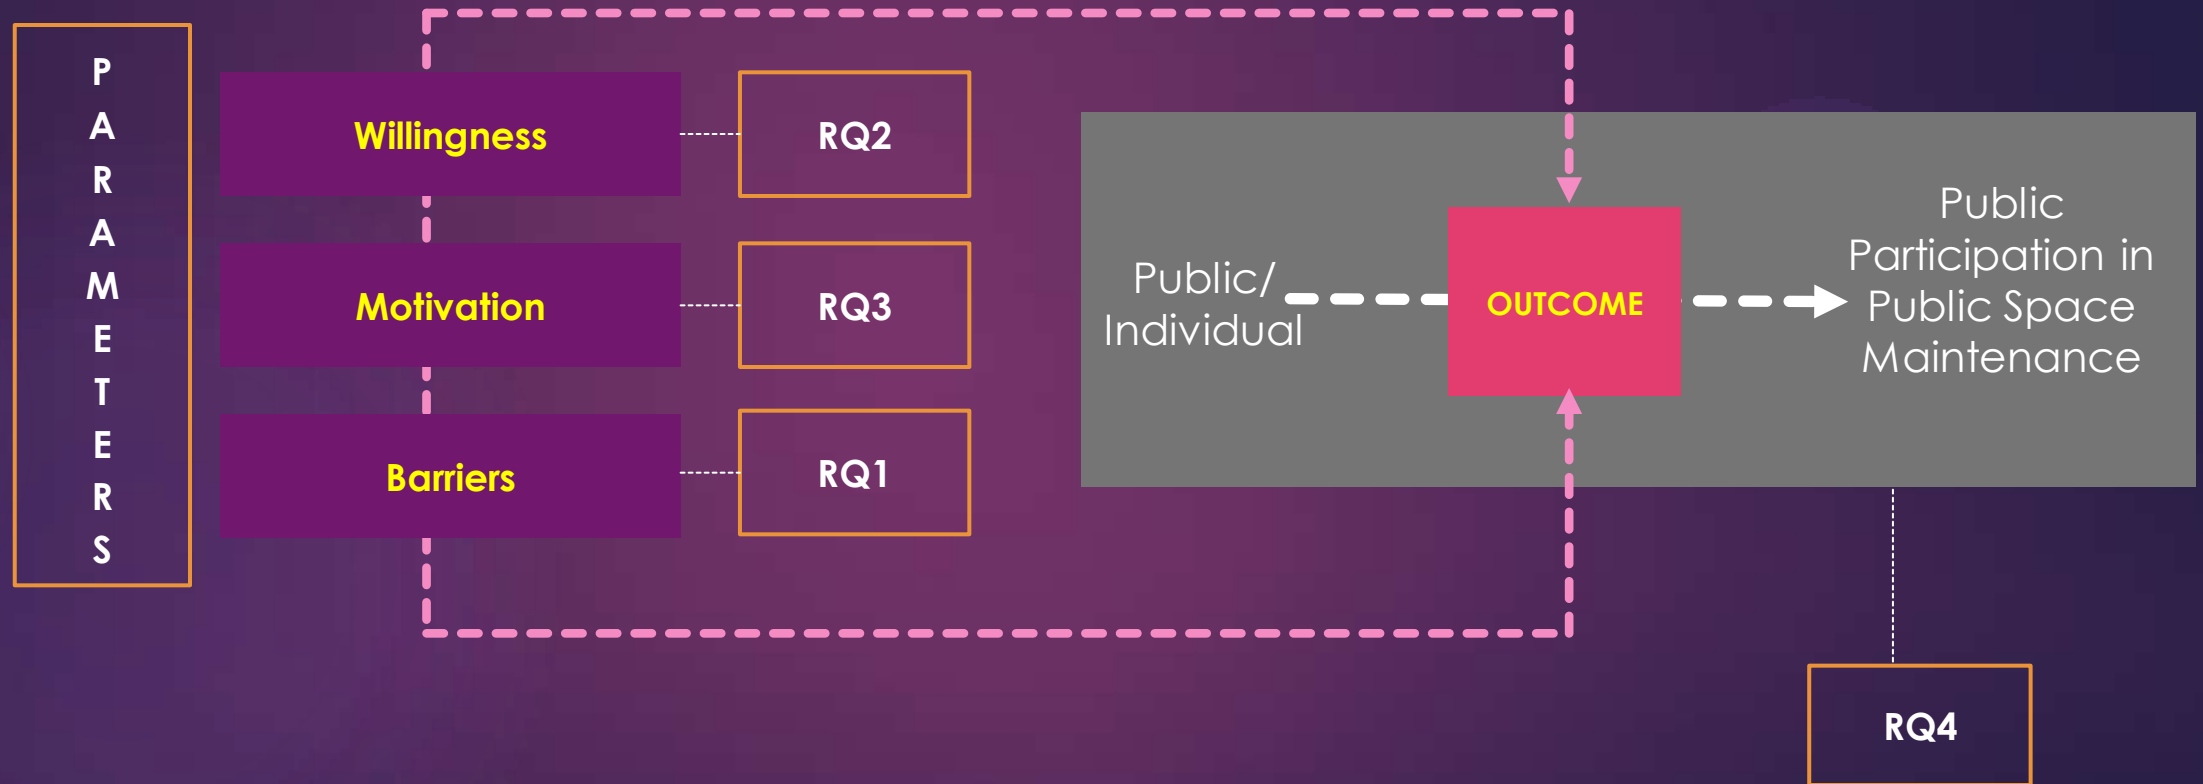 P
A
R
A
M
E
T
E
R
S
Willingness
RQ2
Motivation
RQ3
Barriers
RQ1
Public/
Individual
OUTCOME
Public
Participation in
Public Space
Maintenance
RQ4